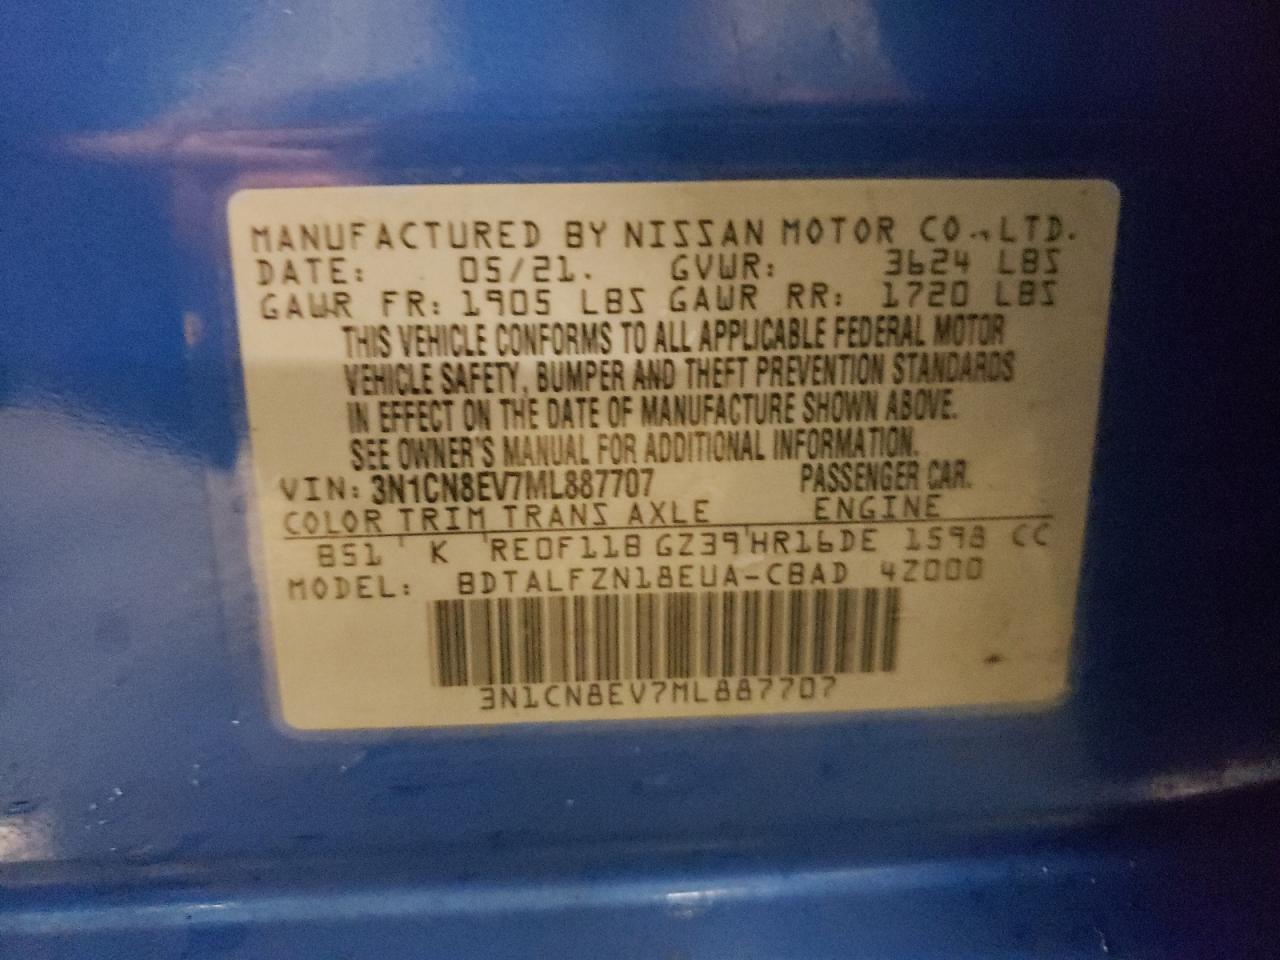 MANUFACTURED BY NISSAN MOTOR CO., LTD.
DATE: 05/21. GVWR: 3624 LBS
GAWR FR: 1905 LBS GAWR RR: 1720 LBS
THIS VEHICLE CONFORMS TO ALL APPLICABLE FEDERAL MOTOR
VEHICLE SAFETY, BUMPER AND THEFT PREVENTION STANDARDS
IN EFFECT ON THE DATE OF MANUFACTURE SHOWN ABOVE.
SEE OWNER'S MANUAL FOR ADDITIONAL INFORMATION.
VIN: 3N1CN8EV7ML887707 PASSENGER CAR.
COLOR TRIM TRANS AXLE ENGINE
B51 K RE0F11B GZ39 HR16DE 1598 CC
MODEL: BDTALFZN18EUA-CBAD 4Z000
3N1CN8EV7ML887707